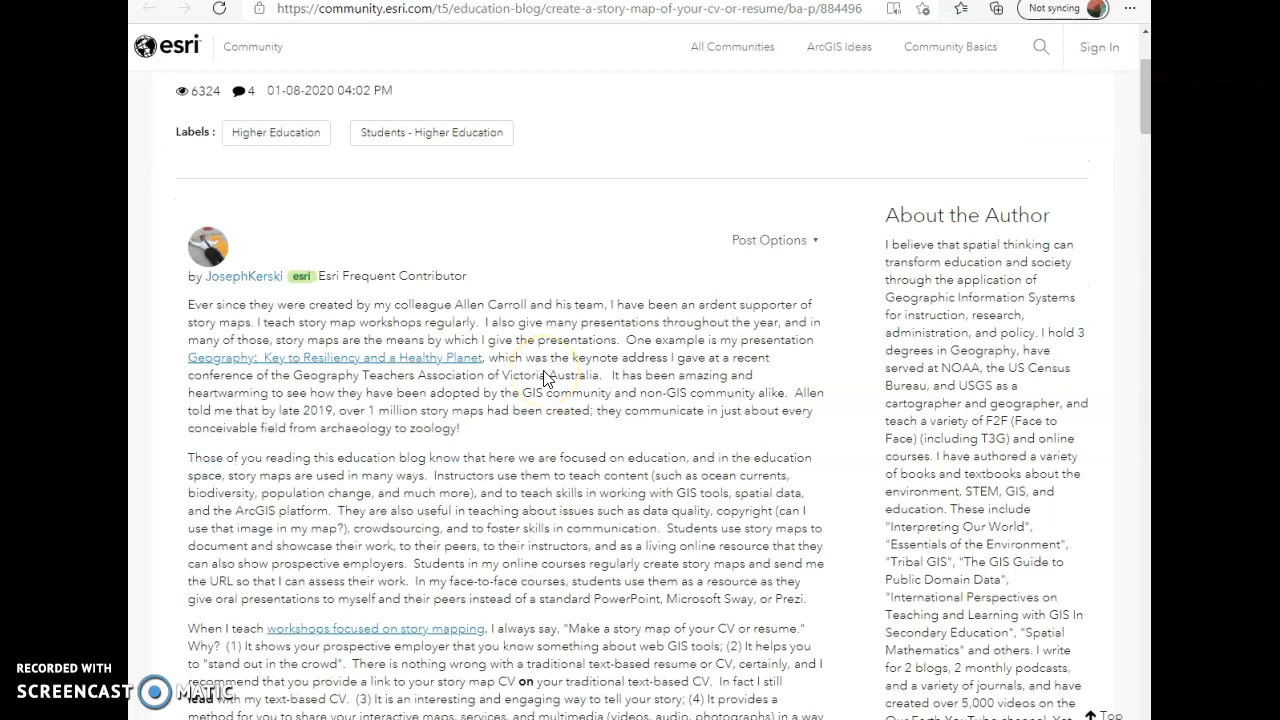 https://community.esri.com/t5/education-blog/create-a-story-map-of-your-cv-or-resume/ba-p/884496
Not syncing
esri
Community
All Communities
ArcGIS Ideas
Community Basics
Sign In
6324 4 01-08-2020 04:02 PM
Labels :
Higher Education
Students - Higher Education
Post Options
by JosephKerski esri Esri Frequent Contributor
Ever since they were created by my colleague Allen Carroll and his team, I have been an ardent supporter of
story maps. I teach story map workshops regularly. I also give many presentations throughout the year, and in
many of those, story maps are the means by which I give the presentations. One example is my presentation
Geography: Key to Resiliency and a Healthy Planet, which was the keynote address I gave at a recent
conference of the Geography Teachers Association of Victoria Australia. It has been amazing and
heartwarming to see how they have been adopted by the GIS community and non-GIS community alike. Allen
told me that by late 2019, over 1 million story maps had been created; they communicate in just about every
conceivable field from archaeology to zoology!
Those of you reading this education blog know that here we are focused on education, and in the education
space, story maps are used in many ways. Instructors use them to teach content (such as ocean currents,
biodiversity, population change, and much more), and to teach skills in working with GIS tools, spatial data,
and the ArcGIS platform. They are also useful in teaching about issues such as data quality, copyright (can I
use that image in my map?), crowdsourcing, and to foster skills in communication. Students use story maps to
document and showcase their work, to their peers, to their instructors, and as a living online resource that they
can also show prospective employers. Students in my online courses regularly create story maps and send me
the URL so that I can assess their work. In my face-to-face courses, students use them as a resource as they
give oral presentations to myself and their peers instead of a standard PowerPoint, Microsoft Sway, or Prezi.
When I teach workshops focused on story mapping, I always say, "Make a story map of your CV or resume."
Why? (1) It shows your prospective employer that you know something about web GIS tools; (2) It helps you
to "stand out in the crowd". There is nothing wrong with a traditional text-based resume or CV, certainly, and I
recommend that you provide a link to your story map CV on your traditional text-based CV. In fact I still
lead with my text-based CV. (3) It is an interesting and engaging way to tell your story; (4) It provides a
method for you to share your interactive maps, services, and multimedia (videos, audio, photographs) in a way
About the Author
I believe that spatial thinking can
transform education and society
through the application of
Geographic Information Systems
for instruction, research,
administration, and policy. I hold 3
degrees in Geography, have
served at NOAA, the US Census
Bureau, and USGS as a
cartographer and geographer, and
teach a variety of F2F (Face to
Face) (including T3G) and online
courses. I have authored a variety
of books and textbooks about the
environment, STEM, GIS, and
education. These include
"Interpreting Our World",
"Essentials of the Environment",
"Tribal GIS", "The GIS Guide to
Public Domain Data",
"International Perspectives on
Teaching and Learning with GIS In
Secondary Education", "Spatial
Mathematics" and others. I write
for 2 blogs, 2 monthly podcasts,
and a variety of journals, and have
created over 5,000 videos on the
Our Earth YouTube channel. Yet
Top
RECORDED WITH
SCREENCAST MATIC